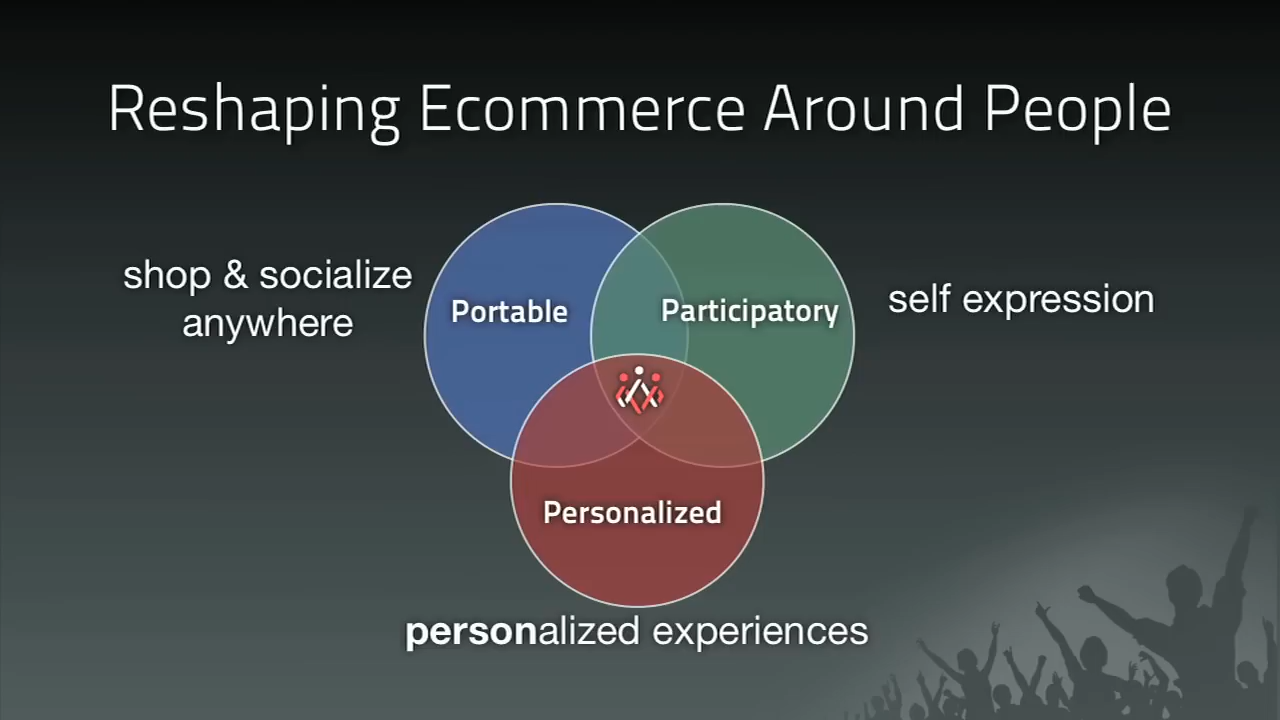 Reshaping Ecommerce Around People
shop & socialize
anywhere
Portable
Participatory
self expression
Personalized
personalized experiences